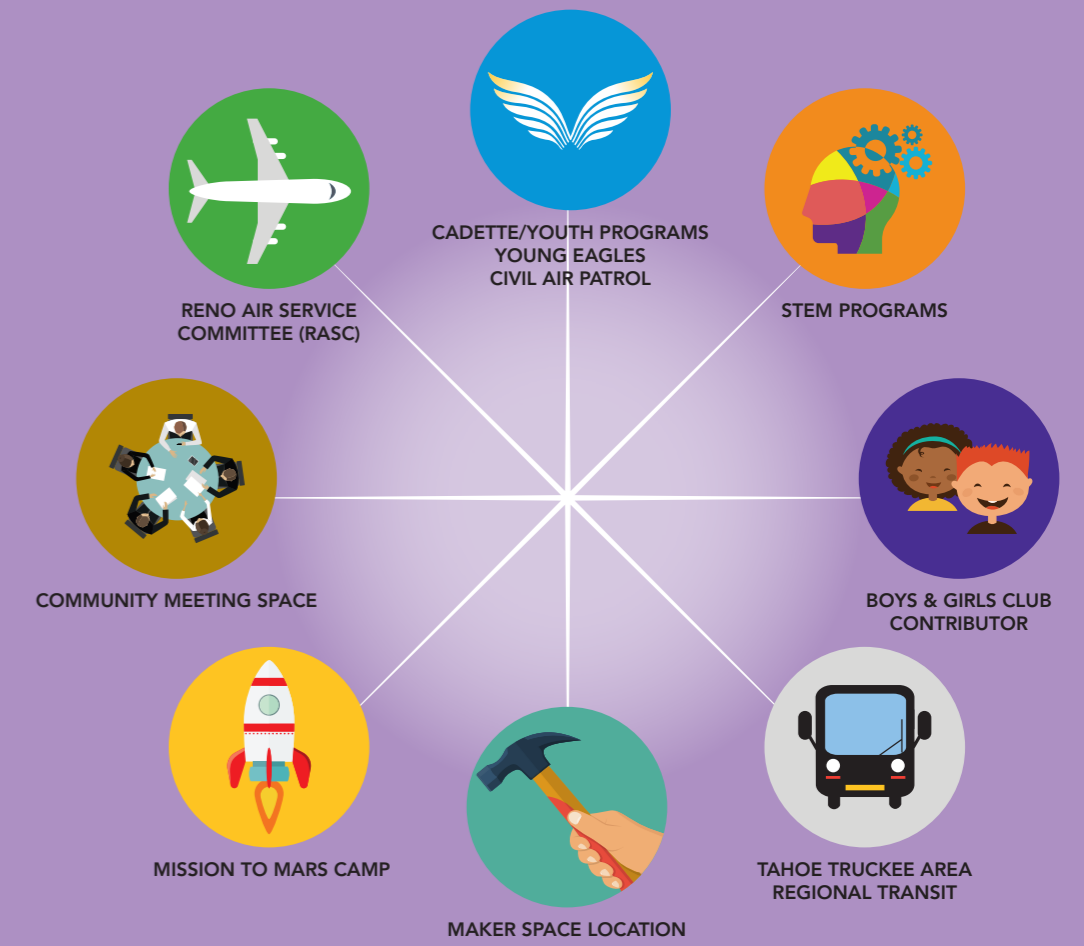 CADETTE/YOUTH PROGRAMS
YOUNG EAGLES
CIVIL AIR PATROL
RENO AIR SERVICE
COMMITTEE (RASC)
STEM PROGRAMS
COMMUNITY MEETING SPACE
BOYS & GIRLS CLUB
CONTRIBUTOR
MISSION TO MARS CAMP
TAHOE TRUCKEE AREA
REGIONAL TRANSIT
MAKER SPACE LOCATION